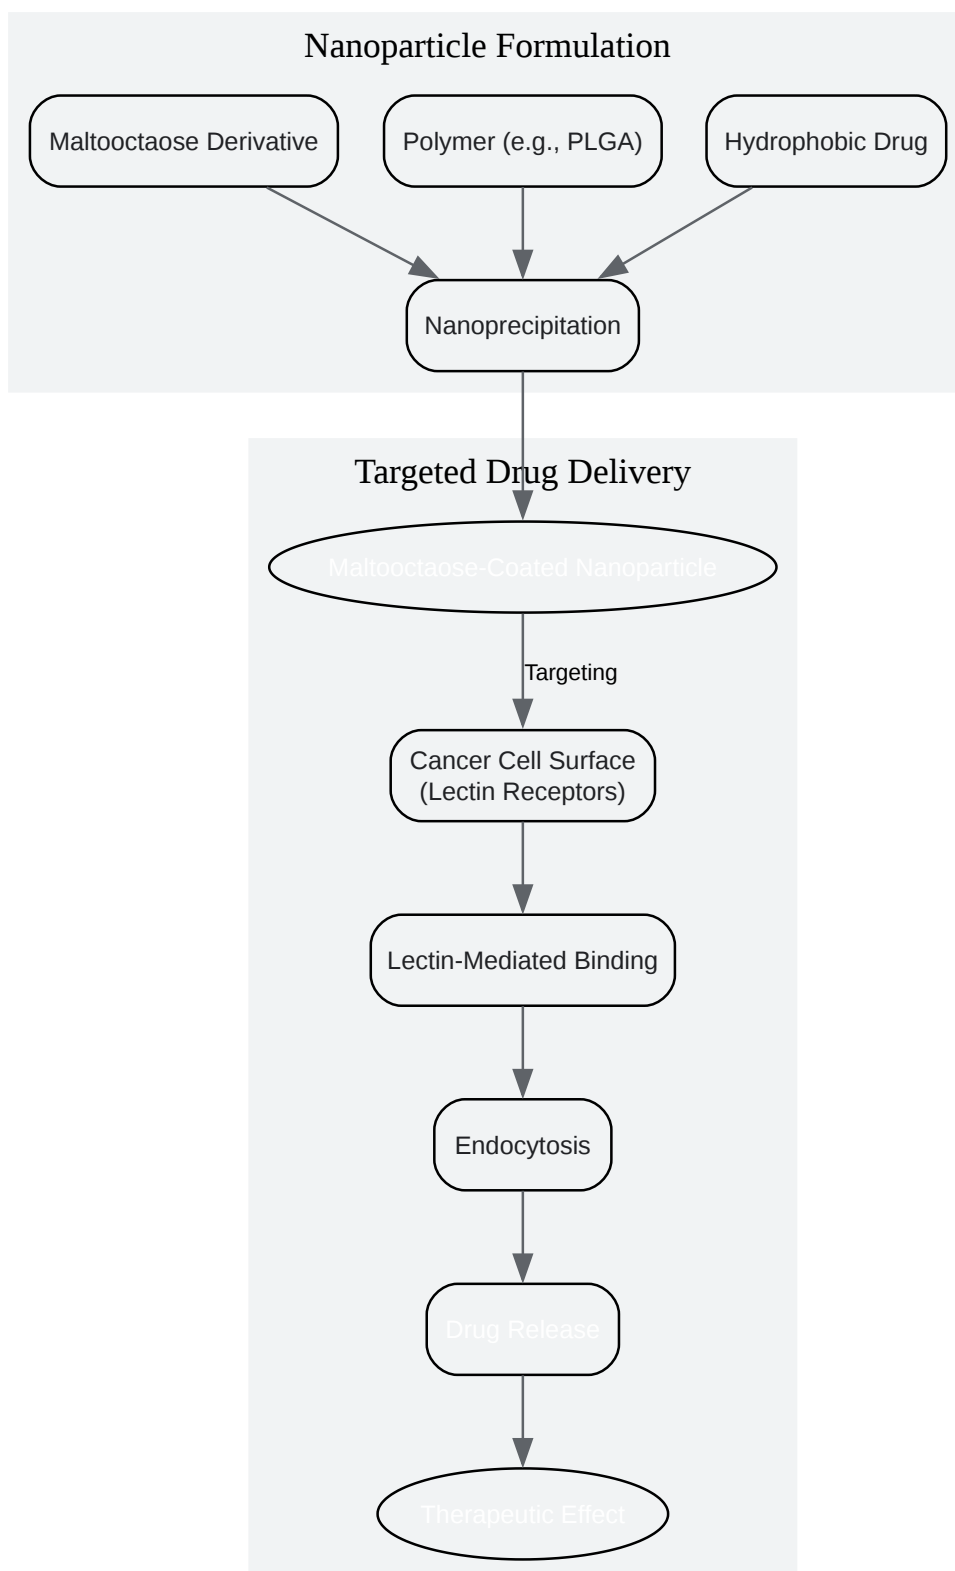 Nanoparticle Formulation
Maltooctaose Derivative
Polymer (e.g., PLGA)
Hydrophobic Drug
Nanoprecipitation
Targeted Drug Delivery
Maltooctaose-Coated Nanoparticle
Targeting
Cancer Cell Surface
(Lectin Receptors)
Lectin-Mediated Binding
Endocytosis
Drug Release
Therapeutic Effect